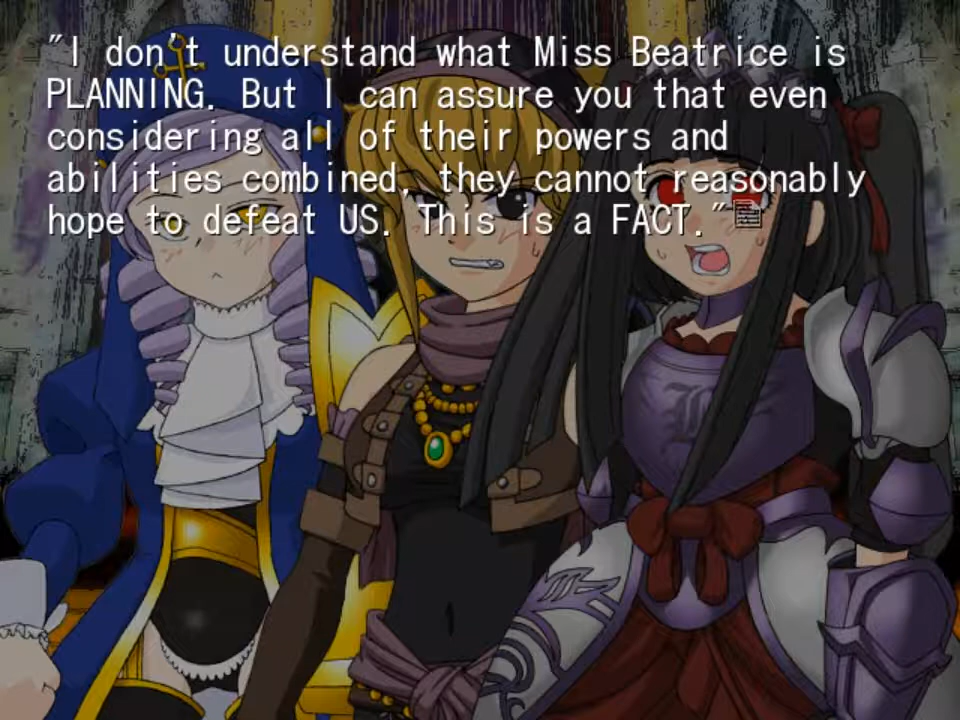 "I don't understand what Miss Beatrice is
PLANNING. But I can assure you that even
considering all of their powers and
abilities combined, they cannot reasonably
hope to defeat US. This is a FACT."